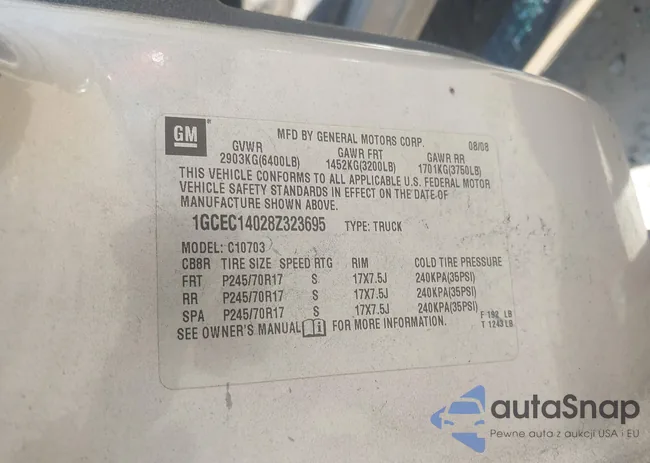 GM
MFD BY GENERAL MOTORS CORP. 08/08
GVWR GAWR FRT GAWR RR
2903KG(6400LB) 1452KG(3200LB) 1701KG(3750LB)
THIS VEHICLE CONFORMS TO ALL APPLICABLE U.S. FEDERAL MOTOR
VEHICLE SAFETY STANDARDS IN EFFECT ON THE DATE OF
MANUFACTURE SHOWN ABOVE.
1GCEC14028Z323695 TYPE: TRUCK
MODEL: C10703
CB8R TIRE SIZE SPEED RTG RIM COLD TIRE PRESSURE
FRT P245/70R17 S 17X7.5J 240KPA(35PSI)
RR P245/70R17 S 17X7.5J 240KPA(35PSI)
SPA P245/70R17 S 17X7.5J 240KPA(35PSI)
SEE OWNER'S MANUAL FOR MORE INFORMATION.
F 192 LB
T 1243 LB
autaSnap
Pewne auta z aukcji USA i EU